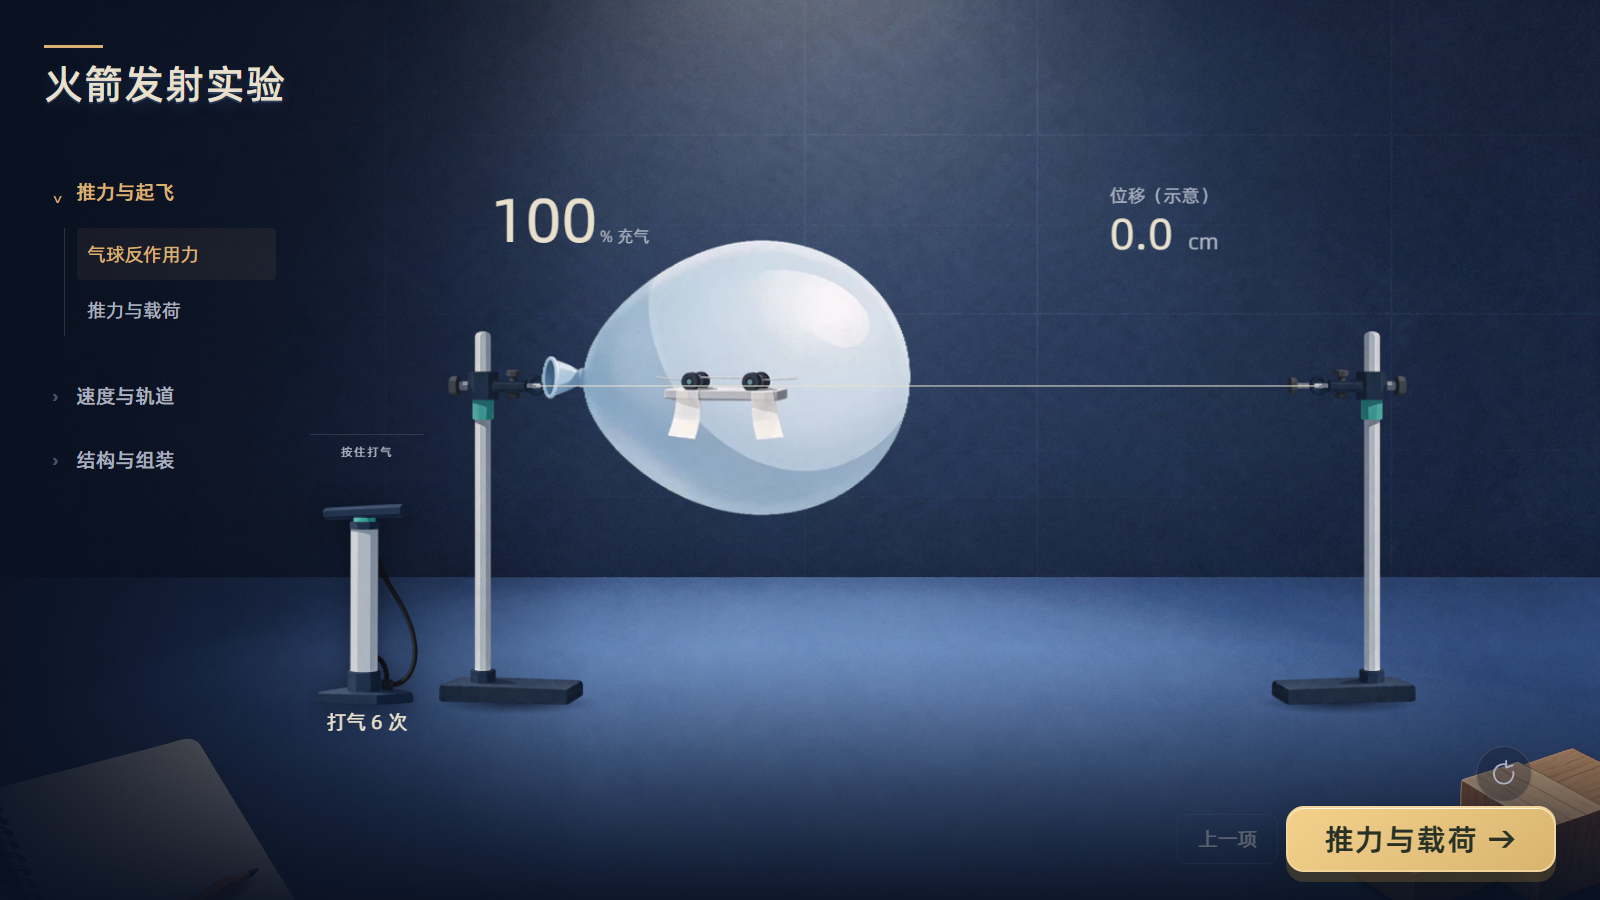 火箭发射实验
推力与起飞
气球反作用力
推力与载荷
速度与轨道
结构与组装
100 % 充气
位移（示意）
0.0 cm
按住打气
打气 6 次
上一项
推力与载荷 →